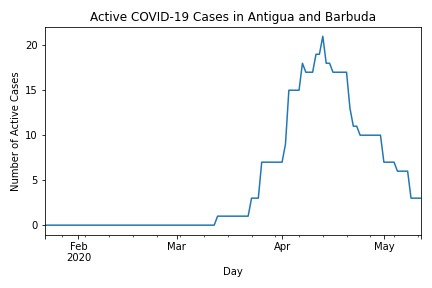 Active COVID-19 Cases in Antigua and Barbuda
20
15
10
5
0
Number of Active Cases
Feb
2020
Mar
Apr
May
Day